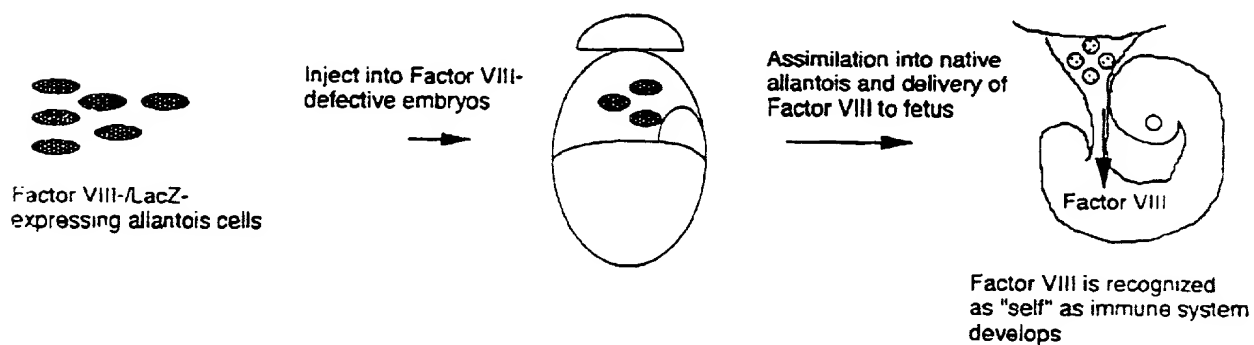 Factor VIII-/LacZ-
expressing allantois cells
Inject into Factor VIII-
defective embryos
Assimilation into native
allantois and delivery of
Factor VIII to fetus
Factor VIII
Factor VIII is recognized
as "self" as immune system
develops